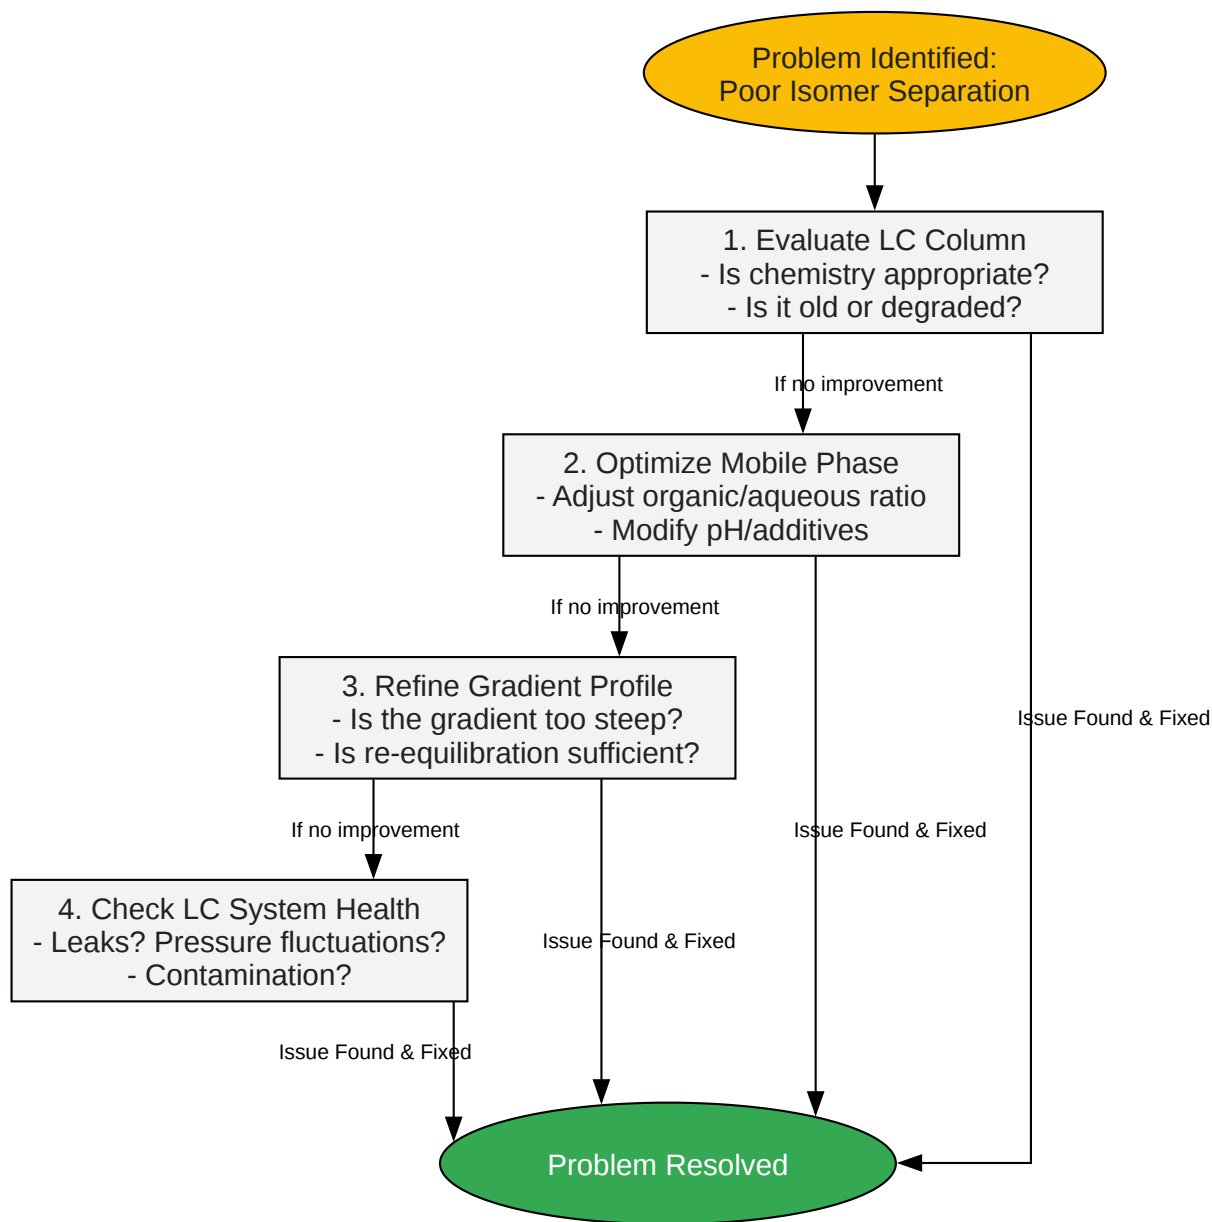 Problem Identified:
Poor Isomer Separation
1. Evaluate LC Column
- Is chemistry appropriate?
- Is it old or degraded?
If no improvement
2. Optimize Mobile Phase
- Adjust organic/aqueous ratio
- Modify pH/additives
If no improvement
3. Refine Gradient Profile
- Is the gradient too steep?
- Is re-equilibration sufficient?
Issue Found & Fixed
If no improvement
Issue Found & Fixed
4. Check LC System Health
- Leaks? Pressure fluctuations?
- Contamination?
Issue Found & Fixed
Issue Found & Fixed
Problem Resolved